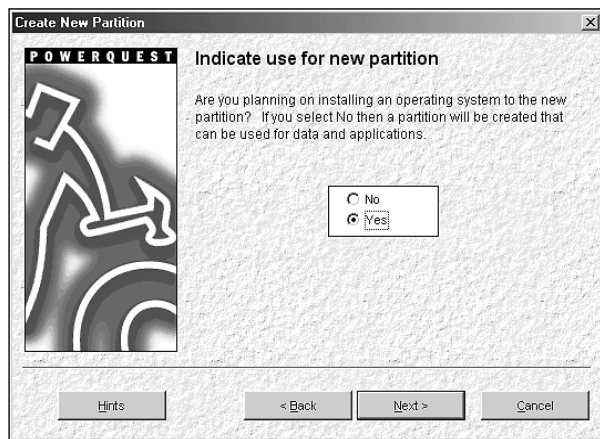 Create New Partition
POWERQUEST
Indicate use for new partition
Are you planning on installing an operating system to the new
partition? If you select No then a partition will be created that
can be used for data and applications.
No
Yes
Hints
< Back
Next >
Cancel